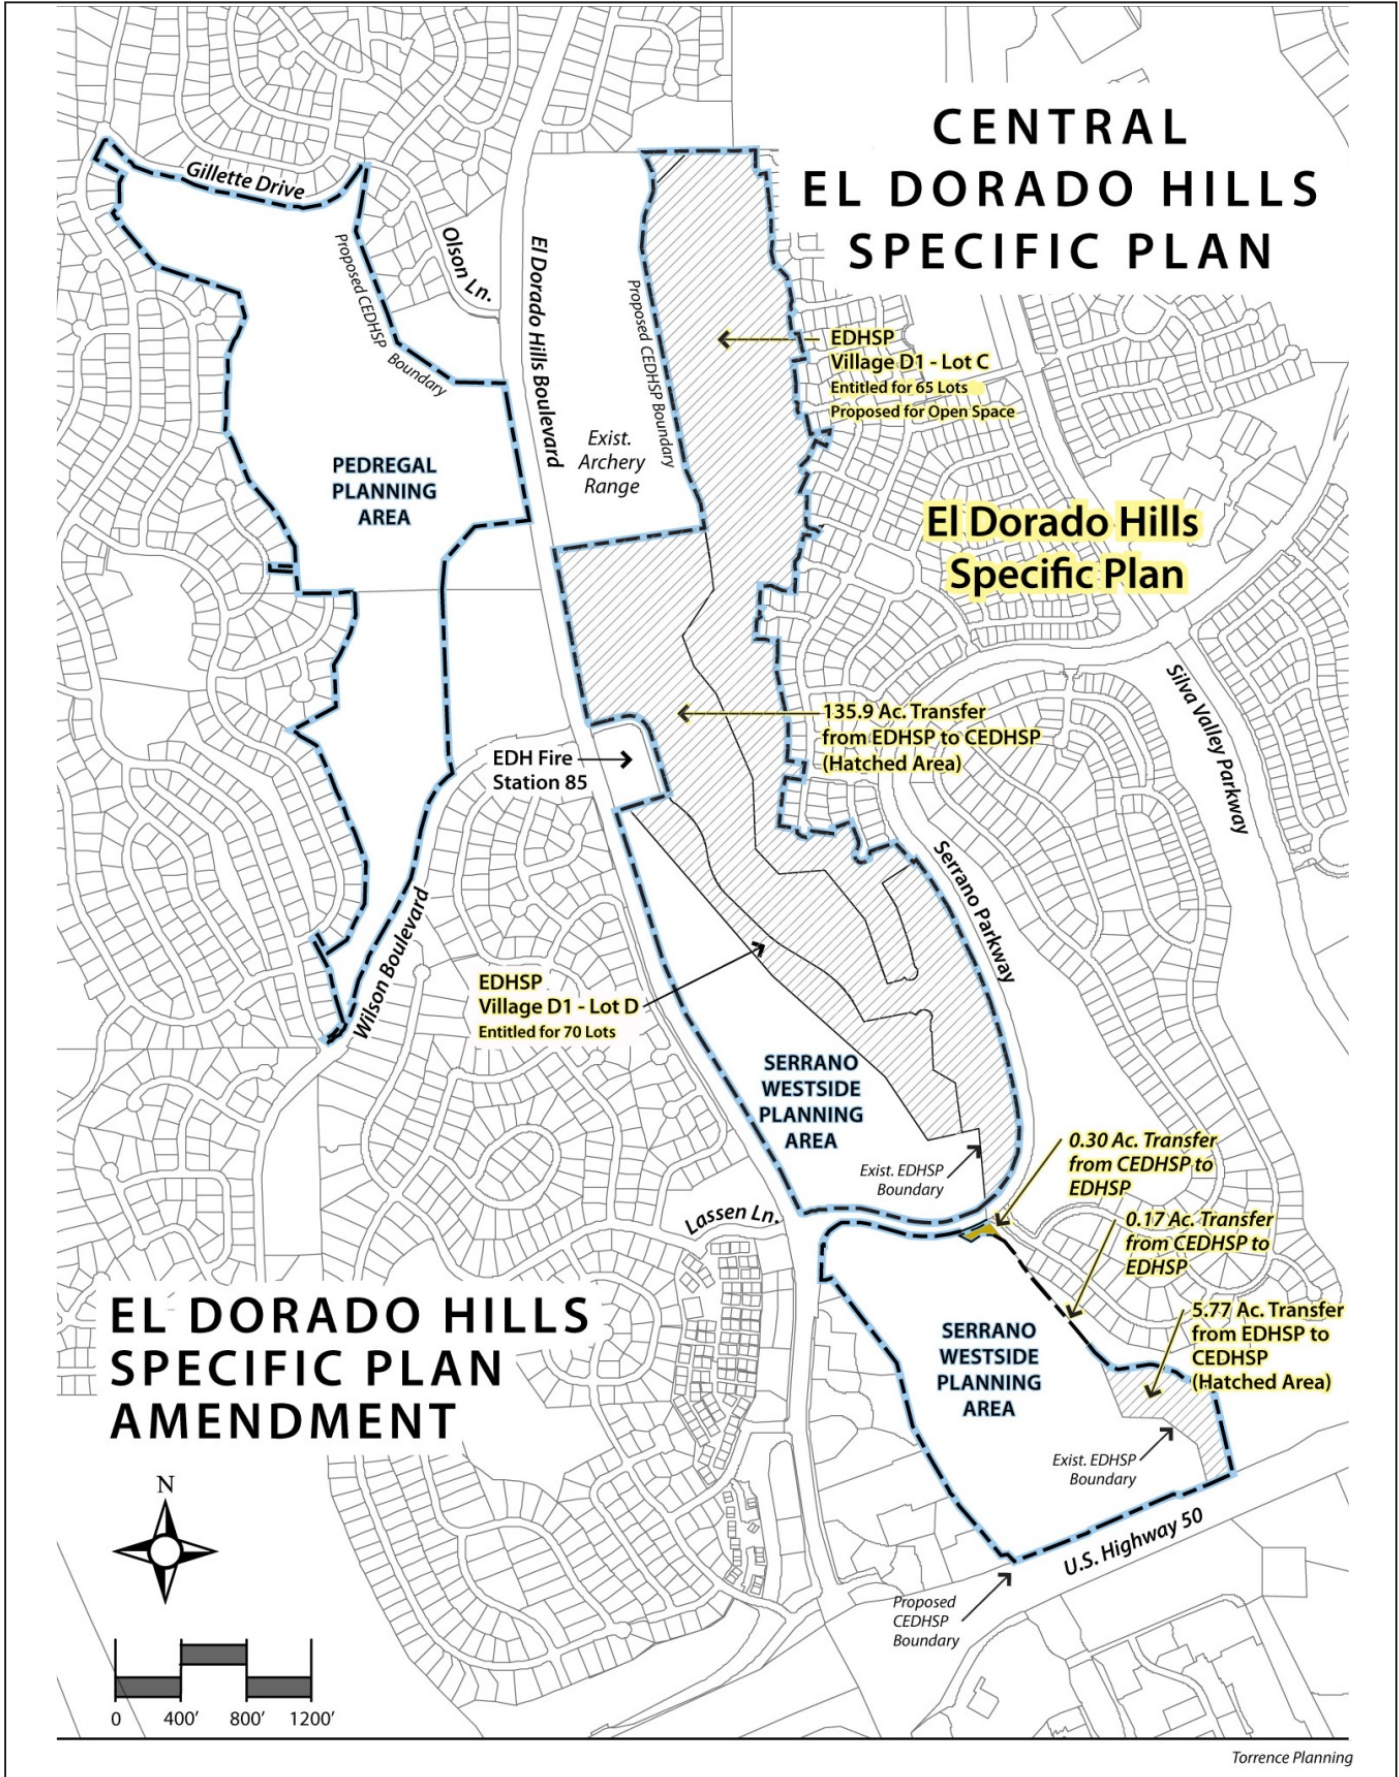 CENTRAL
EL DORADO HILLS
SPECIFIC PLAN
Gillette Drive
Olson Ln.
El Dorado Hills Boulevard
Proposed CEDHSP Boundary
Proposed CEDHSP Boundary
EDHSP
Village D1 - Lot C
Entitled for 65 Lots
Proposed for Open Space
Exist.
Archery
Range
PEDREGAL
PLANNING
AREA
El Dorado Hills
Specific Plan
Silva Valley Parkway
135.9 Ac. Transfer
from EDHSP to CEDHSP
(Hatched Area)
EDH Fire
Station 85
Serrano Parkway
Wilson Boulevard
EDHSP
Village D1 - Lot D
Entitled for 70 Lots
SERRANO
WESTSIDE
PLANNING
AREA
Exist. EDHSP
Boundary
0.30 Ac. Transfer
from CEDHSP to
EDHSP
Lassen Ln.
0.17 Ac. Transfer
from CEDHSP to
EDHSP
EL DORADO HILLS
SPECIFIC PLAN
AMENDMENT
5.77 Ac. Transfer
from EDHSP to
CEDHSP
(Hatched Area)
SERRANO
WESTSIDE
PLANNING
AREA
Exist. EDHSP
Boundary
N
U.S. Highway 50
Proposed
CEDHSP
Boundary
0 400' 800' 1200'
Torrence Planning